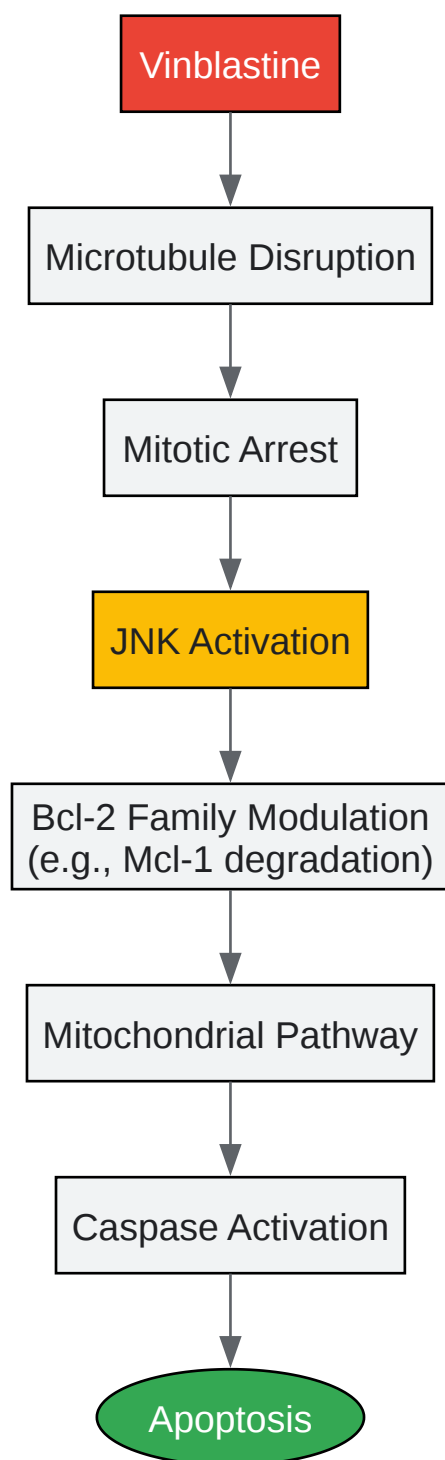 Vinblastine
Microtubule Disruption
Mitotic Arrest
JNK Activation
Bcl-2 Family Modulation
(e.g., Mcl-1 degradation)
Mitochondrial Pathway
Caspase Activation
Apoptosis